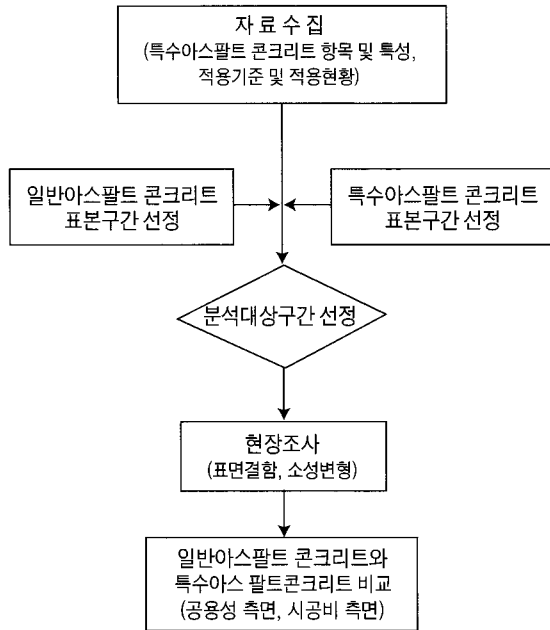 자 료 수 집
(특수아스팔트 콘크리트 항목 및 특성,
적용기준 및 적용현황)
일반아스팔트 콘크리트
표본구간 선정
특수아스팔트 콘크리트
표본구간 선정
분석대상구간 선정
현장조사
(표면결함, 소성변형)
일반아스팔트 콘크리트와
특수아스 팔트콘크리트 비교
(공용성 측면, 시공비 측면)